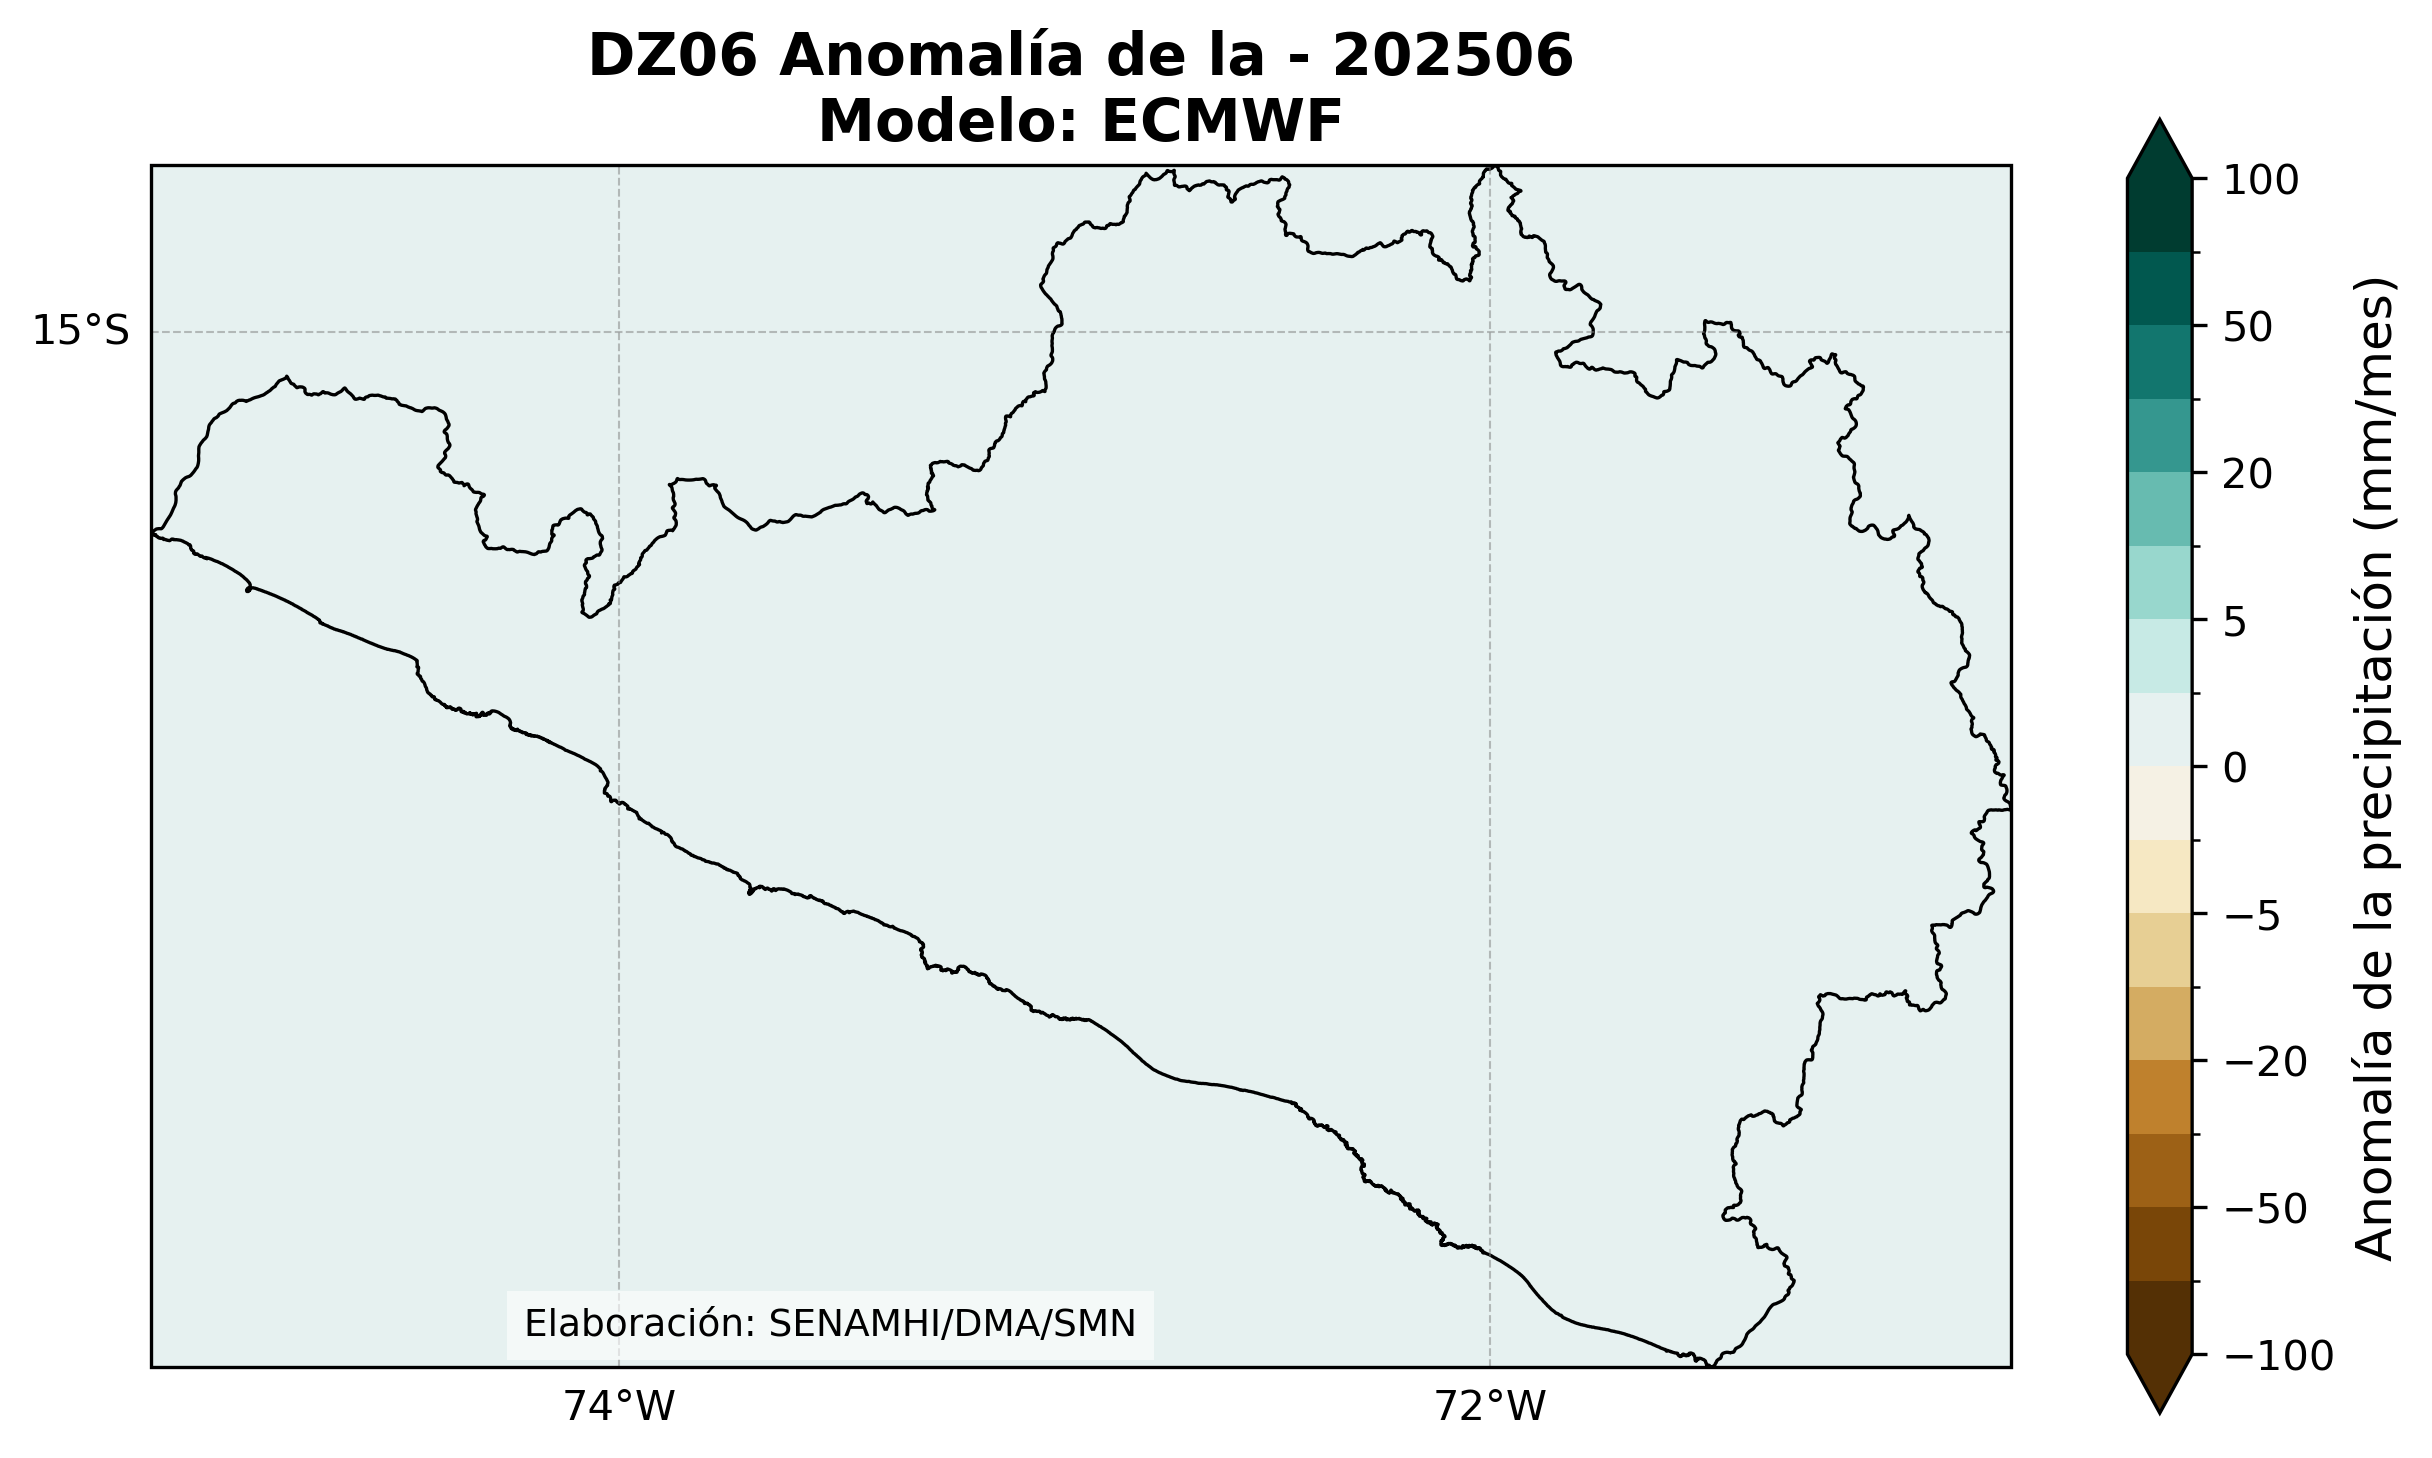 DZ06 Anomalía de la - 202506
Modelo: ECMWF
15°S
74°W
72°W
Elaboración: SENAMHI/DMA/SMN
100
50
20
5
0
−5
−20
−50
−100
Anomalía de la precipitación (mm/mes)